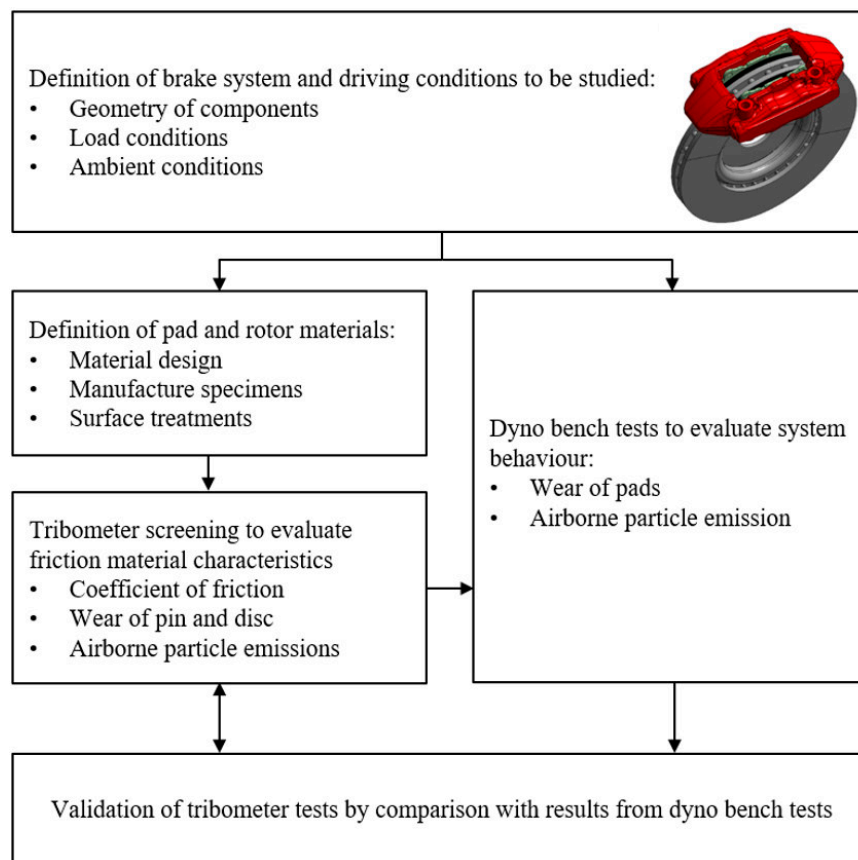 Definition of brake system and driving conditions to be studied:
• Geometry of components
• Load conditions
• Ambient conditions
Definition of pad and rotor materials:
• Material design
• Manufacture specimens
• Surface treatments
Tribometer screening to evaluate
friction material characteristics
• Coefficient of friction
• Wear of pin and disc
• Airborne particle emissions
Dyno bench tests to evaluate system
behaviour:
• Wear of pads
• Airborne particle emission
Validation of tribometer tests by comparison with results from dyno bench tests